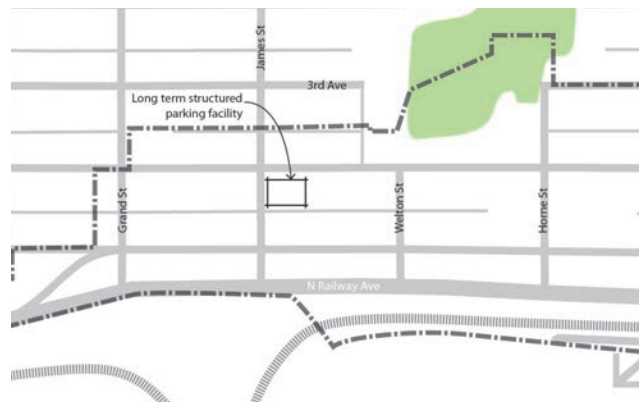 James St
3rd Ave
Long term structured
parking facility
Grand St
Welton St
Horne St
N Railway Ave